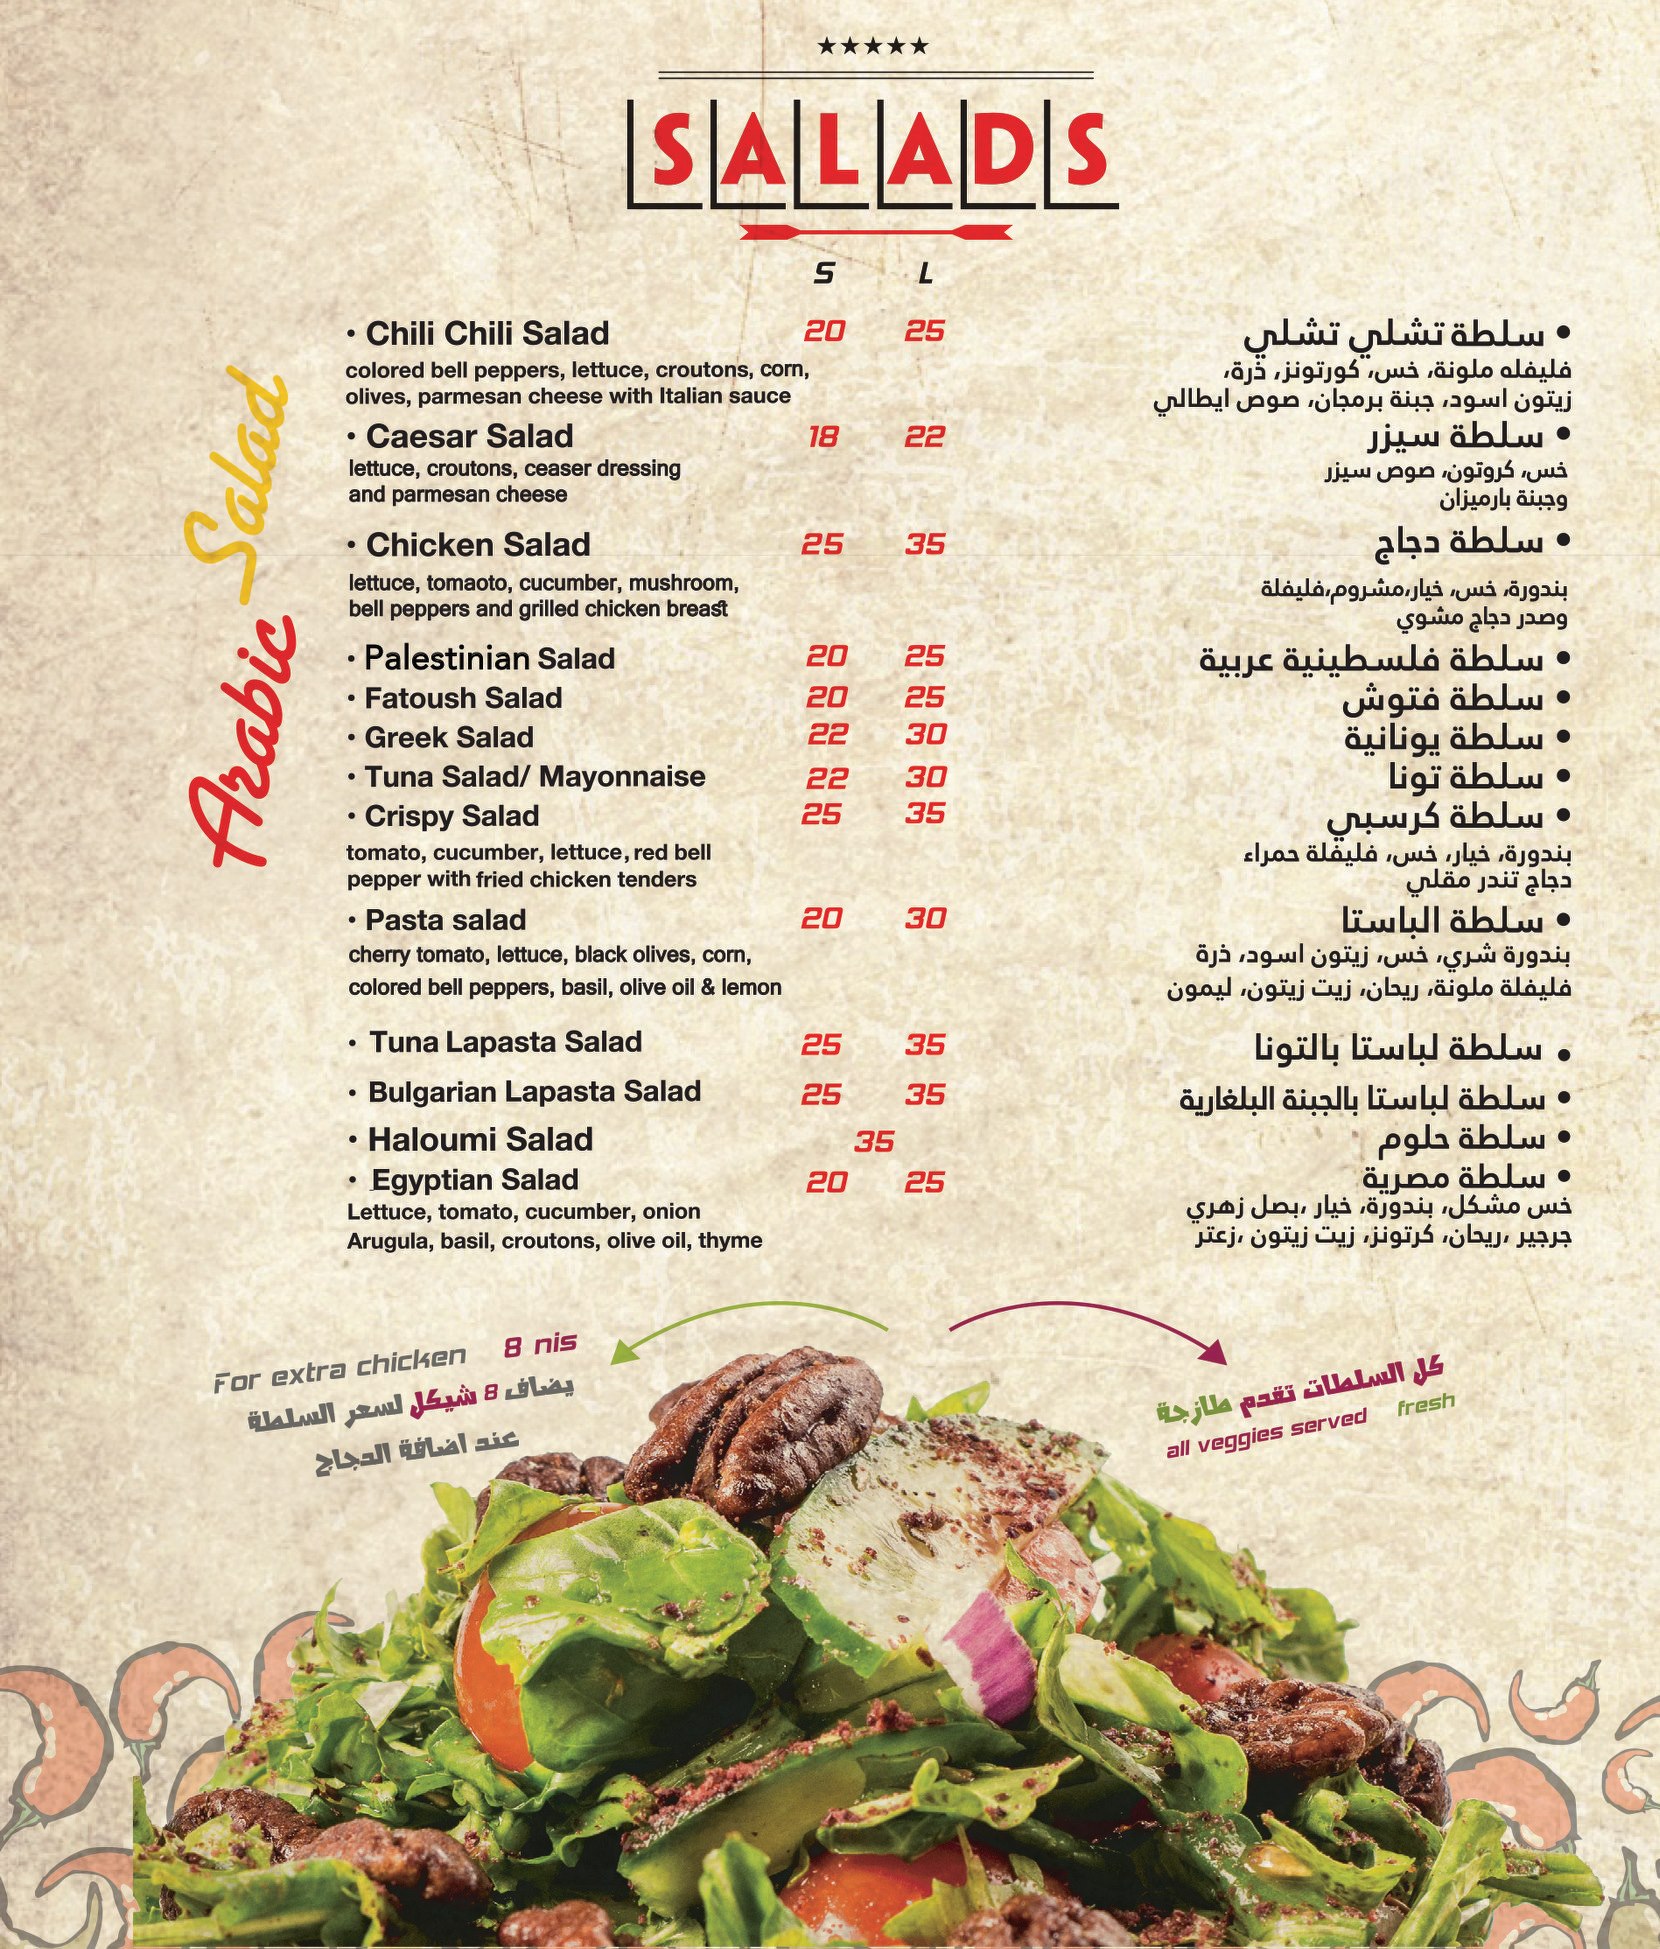 ★★★★★
SALADS
S L
Arabic Salad
• Chili Chili Salad 20 25 • سلطة تشلي تشلي
colored bell peppers, lettuce, croutons, corn, فليفله ملونة، خس، كورتونز، ذرة،
olives, parmesan cheese with Italian sauce زيتون اسود، جبنة برمجان، صوص ايطالي
• Caesar Salad 18 22 • سلطة سيزر
lettuce, croutons, ceaser dressing خس، كروتون، صوص سيزر
and parmesan cheese وجبنة بارميزان
• Chicken Salad 25 35 • سلطة دجاج
lettuce, tomaoto, cucumber, mushroom, بندورة، خس، خيار،مشروم،فليفلة
bell peppers and grilled chicken breast وصدر دجاج مشوي
• Palestinian Salad 20 25 • سلطة فلسطينية عربية
• Fatoush Salad 20 25 • سلطة فتوش
• Greek Salad 22 30 • سلطة يونانية
• Tuna Salad/ Mayonnaise 22 30 • سلطة تونا
• Crispy Salad 25 35 • سلطة كرسبي
tomato, cucumber, lettuce, red bell بندورة، خيار، خس، فليفلة حمراء
pepper with fried chicken tenders دجاج تندر مقلي
• Pasta salad 20 30 • سلطة الباستا
cherry tomato, lettuce, black olives, corn, بندورة شري، خس، زيتون اسود، ذرة
colored bell peppers, basil, olive oil & lemon فليفلة ملونة، ريحان، زيت زيتون، ليمون
• Tuna Lapasta Salad 25 35 • سلطة لباستا بالتونا
• Bulgarian Lapasta Salad 25 35 • سلطة لباستا بالجبنة البلغارية
• Haloumi Salad 35 • سلطة حلوم
• Egyptian Salad 20 25 • سلطة مصرية
Lettuce, tomato, cucumber, onion خس مشكل، بندورة، خيار ،بصل زهري
Arugula, basil, croutons, olive oil, thyme جرجير ،ريحان، كرتونز، زيت زيتون ،زعتر
For extra chicken 8 nis
يضاف 8 شيكل لسعر السلطة
عند اضافة الدجاج
كل السلطات تقدم طازجة
all veggies served fresh